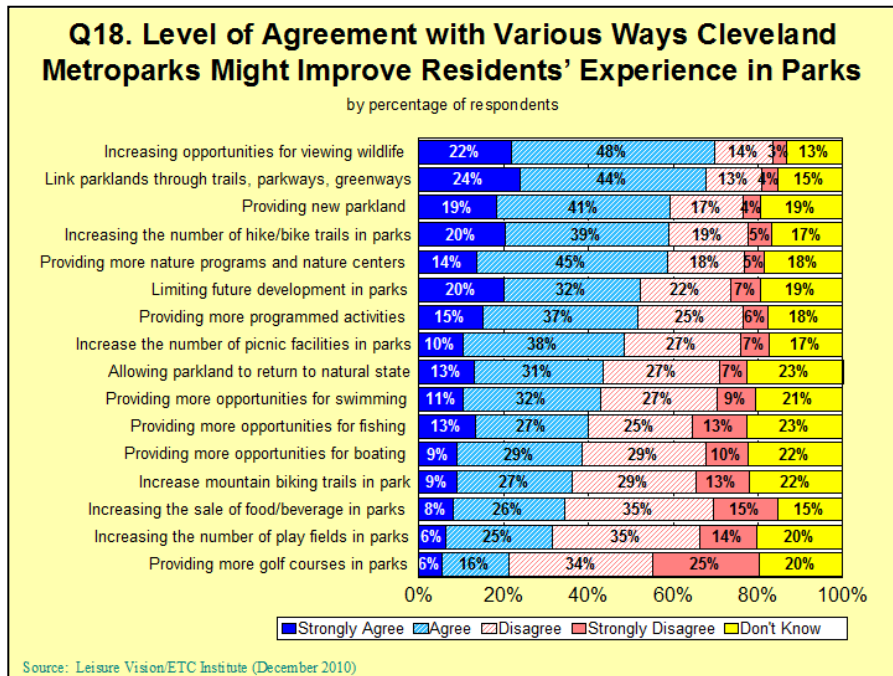 Q18. Level of Agreement with Various Ways Cleveland
Metroparks Might Improve Residents' Experience in Parks
by percentage of respondents
Increasing opportunities for viewing wildlife 22% 48% 14% 3% 13%
Link parklands through trails, parkways, greenways 24% 44% 13% 4% 15%
Providing new parkland 19% 41% 17% 4% 19%
Increasing the number of hike/bike trails in parks 20% 39% 19% 5% 17%
Providing more nature programs and nature centers 14% 45% 18% 5% 18%
Limiting future development in parks 20% 32% 22% 7% 19%
Providing more programmed activities 15% 37% 25% 6% 18%
Increase the number of picnic facilities in parks 10% 38% 27% 7% 17%
Allowing parkland to return to natural state 13% 31% 27% 7% 23%
Providing more opportunities for swimming 11% 32% 27% 9% 21%
Providing more opportunities for fishing 13% 27% 25% 13% 23%
Providing more opportunities for boating 9% 29% 29% 10% 22%
Increase mountain biking trails in park 9% 27% 29% 13% 22%
Increasing the sale of food/beverage in parks 8% 26% 35% 15% 15%
Increasing the number of play fields in parks 6% 25% 35% 14% 20%
Providing more golf courses in parks 6% 16% 34% 25% 20%
0% 20% 40% 60% 80% 100%
Strongly Agree Agree Disagree Strongly Disagree Don't Know
Source: Leisure Vision/ETC Institute (December 2010)